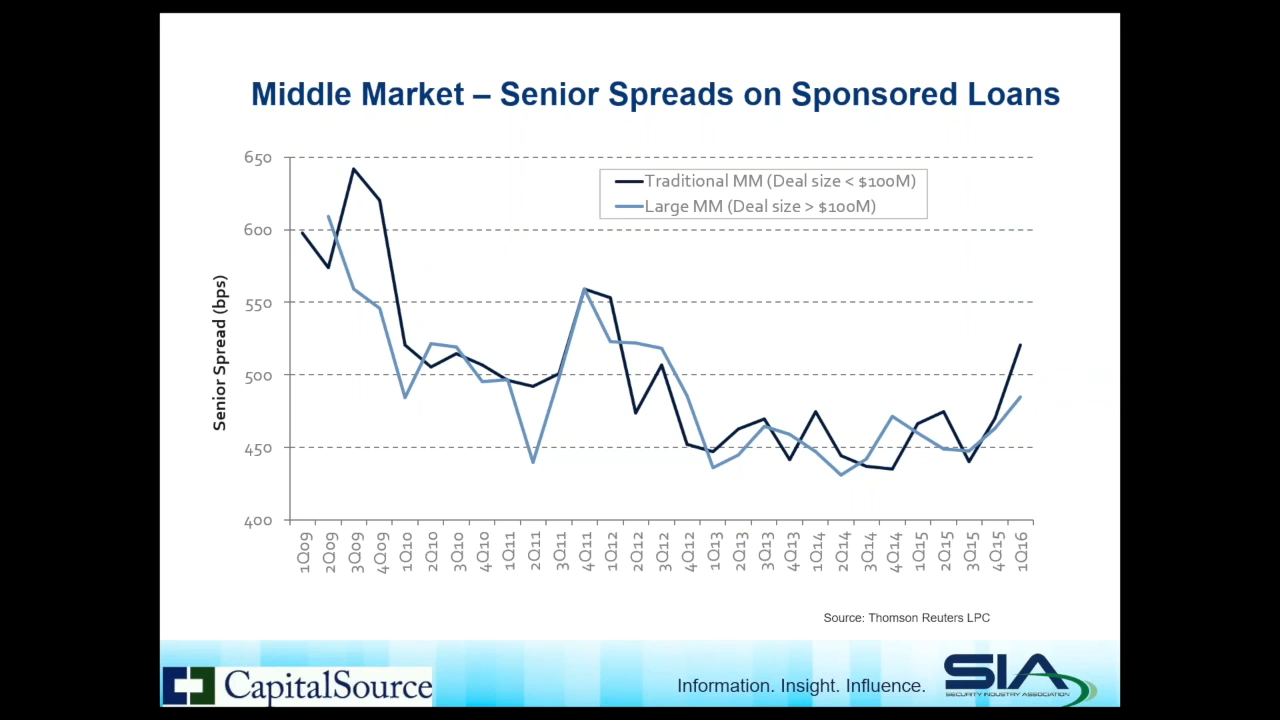 Middle Market – Senior Spreads on Sponsored Loans
650
600
550
500
450
400
Senior Spread (bps)
Traditional MM (Deal size < $100M)
Large MM (Deal size > $100M)
1Q09
2Q09
3Q09
4Q09
1Q10
2Q10
3Q10
4Q10
1Q11
2Q11
3Q11
4Q11
1Q12
2Q12
3Q12
4Q12
1Q13
2Q13
3Q13
4Q13
1Q14
2Q14
3Q14
4Q14
1Q15
2Q15
3Q15
4Q15
1Q16
Source: Thomson Reuters LPC
CapitalSource
Information. Insight. Influence.
SIA
SECURITY INDUSTRY ASSOCIATION